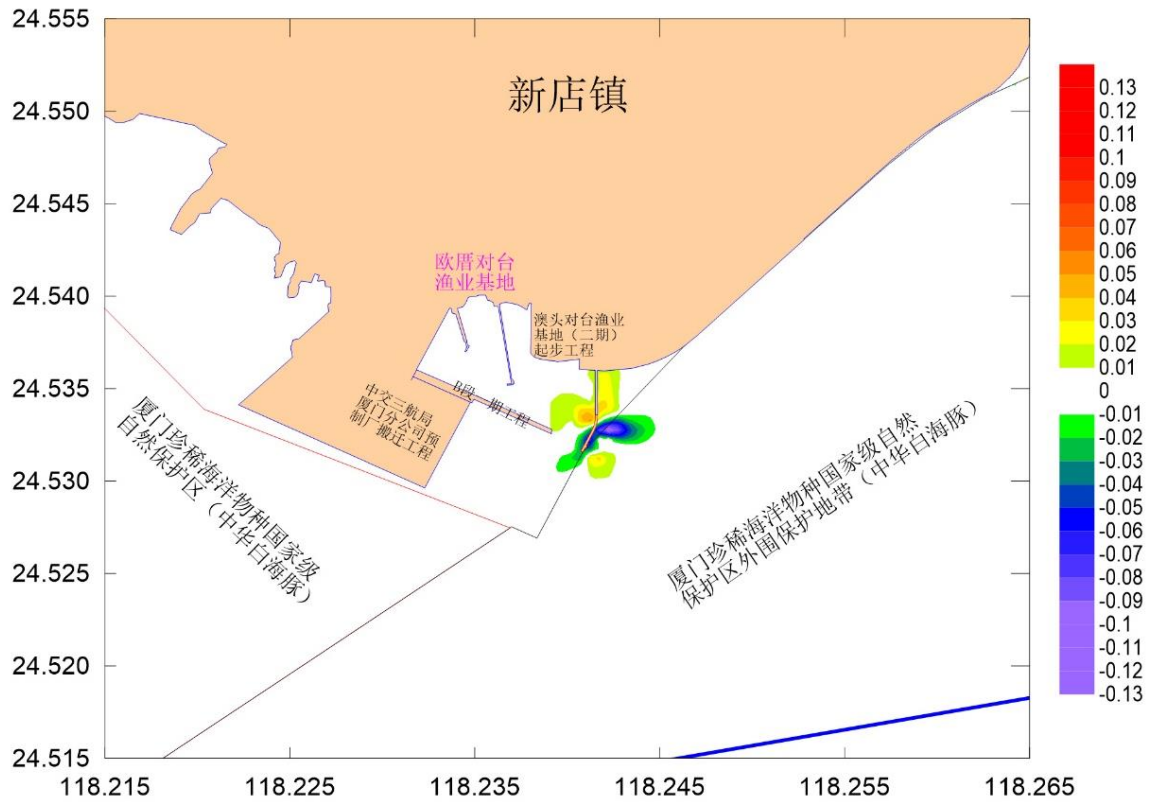 24.555
24.550
24.545
24.540
24.535
24.530
24.525
24.520
24.515
118.215
118.225
118.235
118.245
118.255
118.265
新店镇
欧厝对台
渔业基地
澳头对台渔业
基地（二期）
起步工程
B段一期工程
中交三航局
厦门分公司预
制厂搬迁工程
厦门珍稀海洋物种国家级
自然保护区（中华白海豚）
厦门珍稀海洋物种国家级自然
保护区外围保护地带（中华白海豚）
0.13
0.12
0.11
0.1
0.09
0.08
0.06
0.05
0.04
0.03
0.02
0.01
0
-0.01
-0.02
-0.03
-0.04
-0.05
-0.06
-0.07
-0.08
-0.09
-0.1
-0.11
-0.12
-0.13